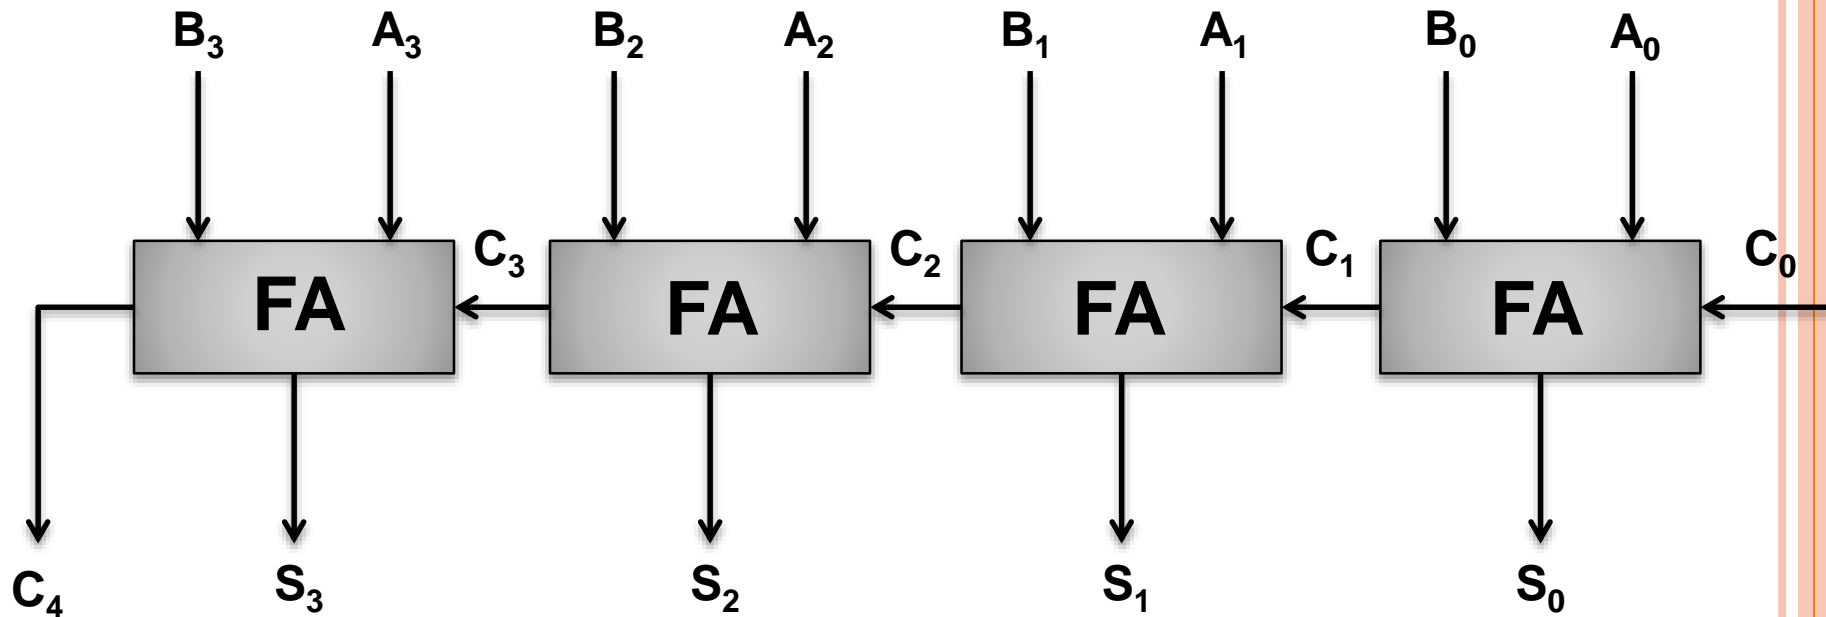 B₃ A₃ B₂ A₂ B₁ A₁ B₀ A₀
C₃ C₂ C₁ C₀
FA FA FA FA
C₄ S₃ S₂ S₁ S₀